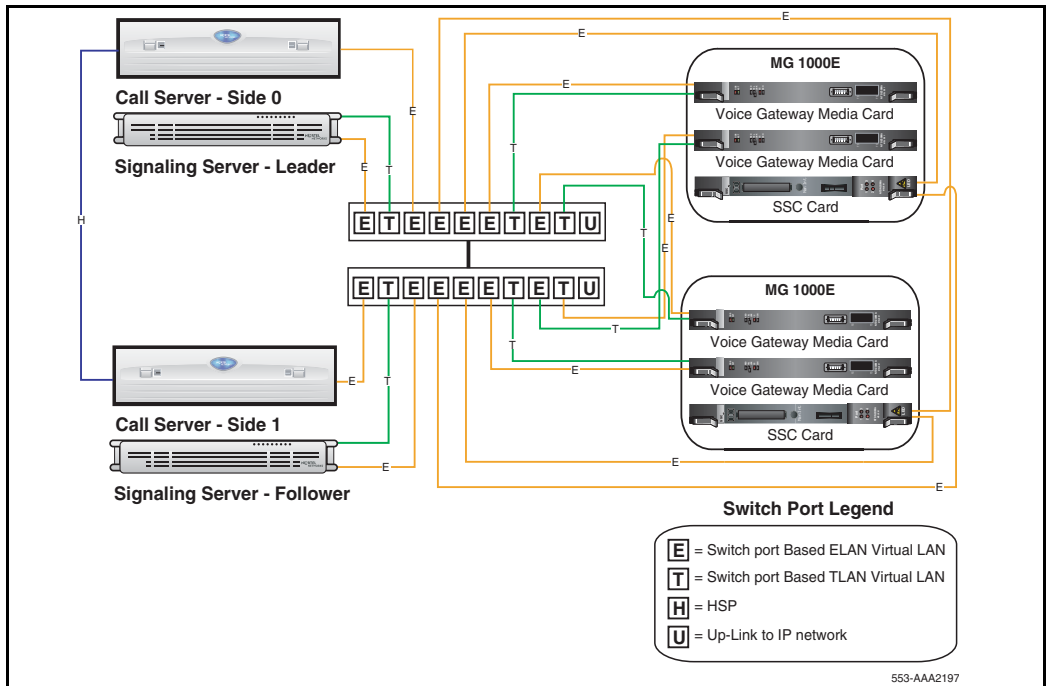 E
E
Call Server - Side 0
Signaling Server - Leader
E
E
T
H
MG 1000E
Voice Gateway Media Card
Voice Gateway Media Card
SSC Card
E
T
E T E E E E T E T U
E T E E E E T E T U
E
T
E
MG 1000E
Voice Gateway Media Card
Voice Gateway Media Card
SSC Card
T
T
E
Call Server - Side 1
Signaling Server - Follower
E
T
E
E
E
NORTEL
NORTEL
Switch Port Legend
E = Switch port Based ELAN Virtual LAN
T = Switch port Based TLAN Virtual LAN
H = HSP
U = Up-Link to IP network
553-AAA2197